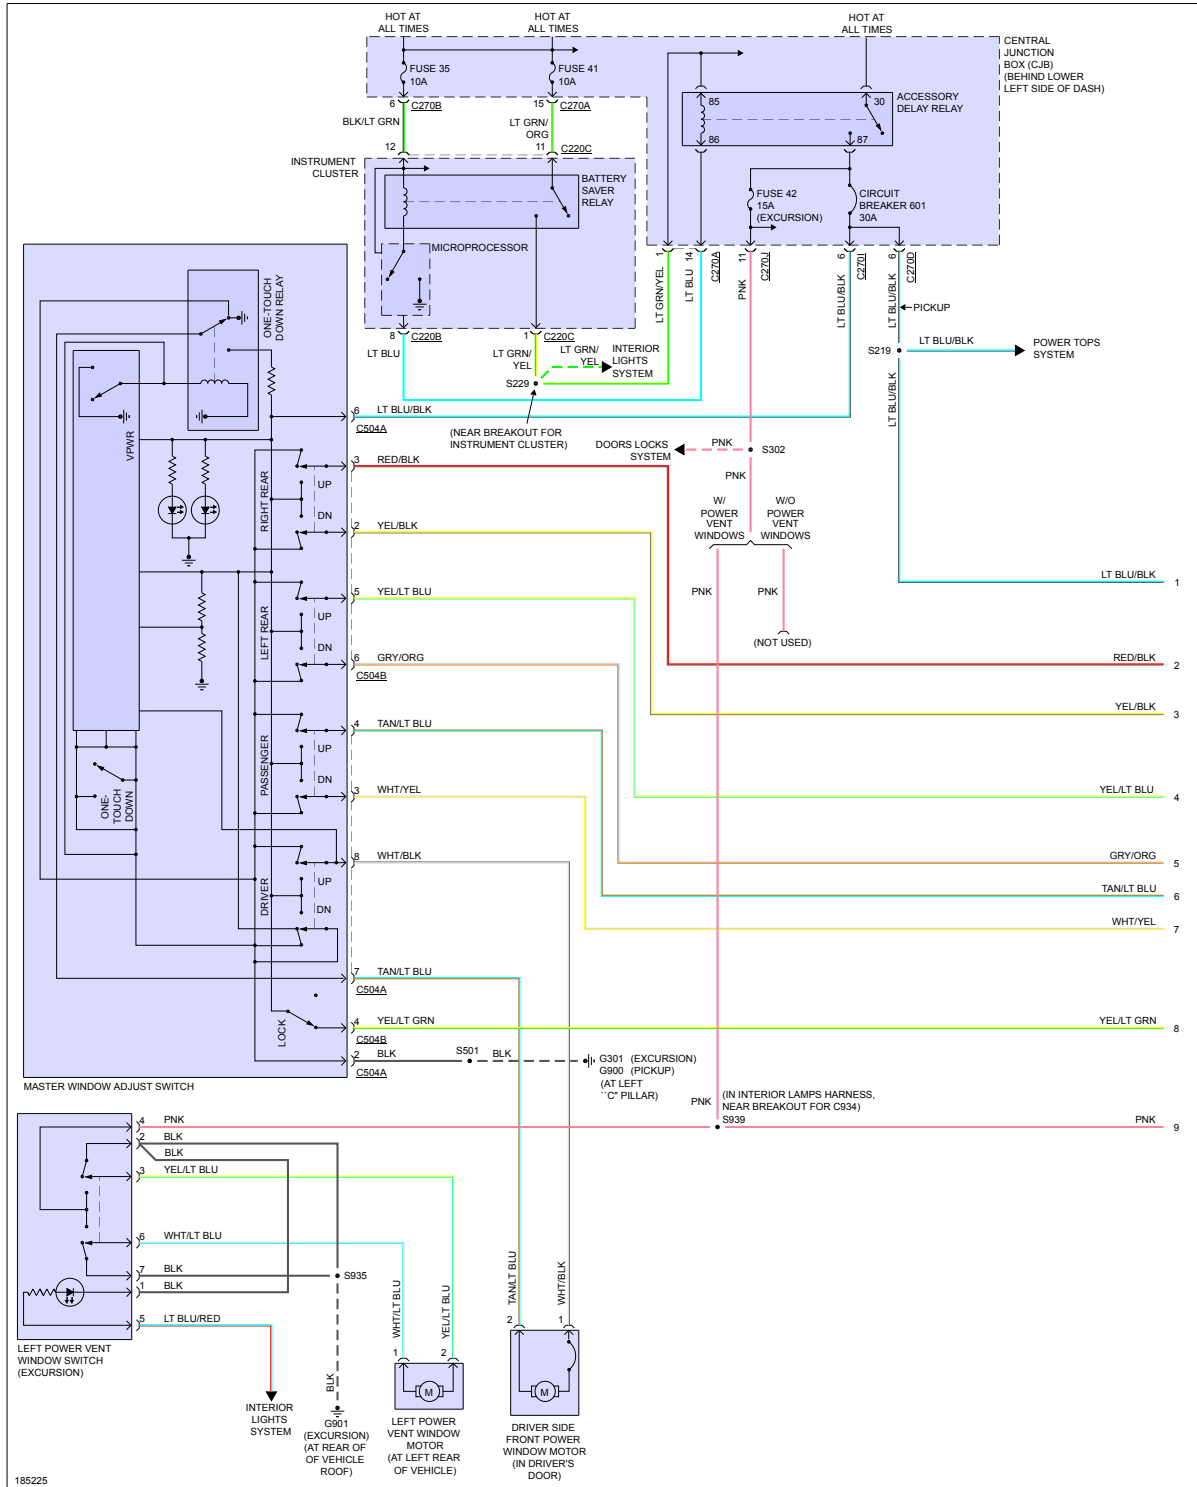 HOT AT
ALL TIMES
HOT AT
ALL TIMES
HOT AT
ALL TIMES
CENTRAL
JUNCTION
BOX (CJB)
(BEHIND LOWER
LEFT SIDE OF DASH)
FUSE 35
10A
FUSE 41
10A
85
30
ACCESSORY
DELAY RELAY
86
87
6
C270B
15
C270A
BLK/LT GRN
LT GRN/
ORG
12
11
C220C
INSTRUMENT
CLUSTER
BATTERY
SAVER
RELAY
MICROPROCESSOR
FUSE 42
15A
(EXCURSION)
CIRCUIT
BREAKER 601
30A
1
14
C270A
11
C270J
6
C270I
6
C270D
LT GRN/YEL
LT BLU
PNK
LT BLU/BLK
LT BLU/BLK
PICKUP
8
C220B
1
C220C
LT BLU
LT GRN/
YEL
LT GRN/
YEL
INTERIOR
LIGHTS
SYSTEM
S229
(NEAR BREAKOUT FOR
INSTRUMENT CLUSTER)
S219
LT BLU/BLK
POWER TOPS
SYSTEM
LT BLU/BLK
DOORS LOCKS
SYSTEM
PNK
S302
PNK
W/
POWER
VENT
WINDOWS
W/O
POWER
VENT
WINDOWS
PNK
PNK
(NOT USED)
ONE-TOUCH
DOWN RELAY
VPWR
6
LT BLU/BLK
C504A
3
RED/BLK
RIGHT REAR
UP
DN
2
YEL/BLK
5
YEL/LT BLU
LEFT REAR
UP
DN
6
GRY/ORG
C504B
4
TAN/LT BLU
PASSENGER
UP
DN
3
WHT/YEL
ONE-
TOUCH
DOWN
8
WHT/BLK
DRIVER
UP
DN
7
TAN/LT BLU
C504A
LOCK
4
YEL/LT GRN
C504B
2
BLK
C504A
S501
BLK
G301 (EXCURSION)
G900 (PICKUP)
(AT LEFT
``C" PILLAR)
MASTER WINDOW ADJUST SWITCH
LT BLU/BLK
1
RED/BLK
2
YEL/BLK
3
YEL/LT BLU
4
GRY/ORG
5
TAN/LT BLU
6
WHT/YEL
7
YEL/LT GRN
8
PNK
(IN INTERIOR LAMPS HARNESS,
NEAR BREAKOUT FOR C934)
S939
PNK
9
4
PNK
2
BLK
BLK
3
YEL/LT BLU
6
WHT/LT BLU
7
BLK
S935
1
BLK
5
LT BLU/RED
LEFT POWER VENT
WINDOW SWITCH
(EXCURSION)
INTERIOR
LIGHTS
SYSTEM
BLK
G901
(EXCURSION)
(AT REAR OF
OF VEHICLE
ROOF)
WHT/LT BLU
YEL/LT BLU
1
2
M
LEFT POWER
VENT WINDOW
MOTOR
(AT LEFT REAR
OF VEHICLE)
TAN/LT BLU
WHT/BLK
2
1
M
DRIVER SIDE
FRONT POWER
WINDOW MOTOR
(IN DRIVER'S
DOOR)
185225